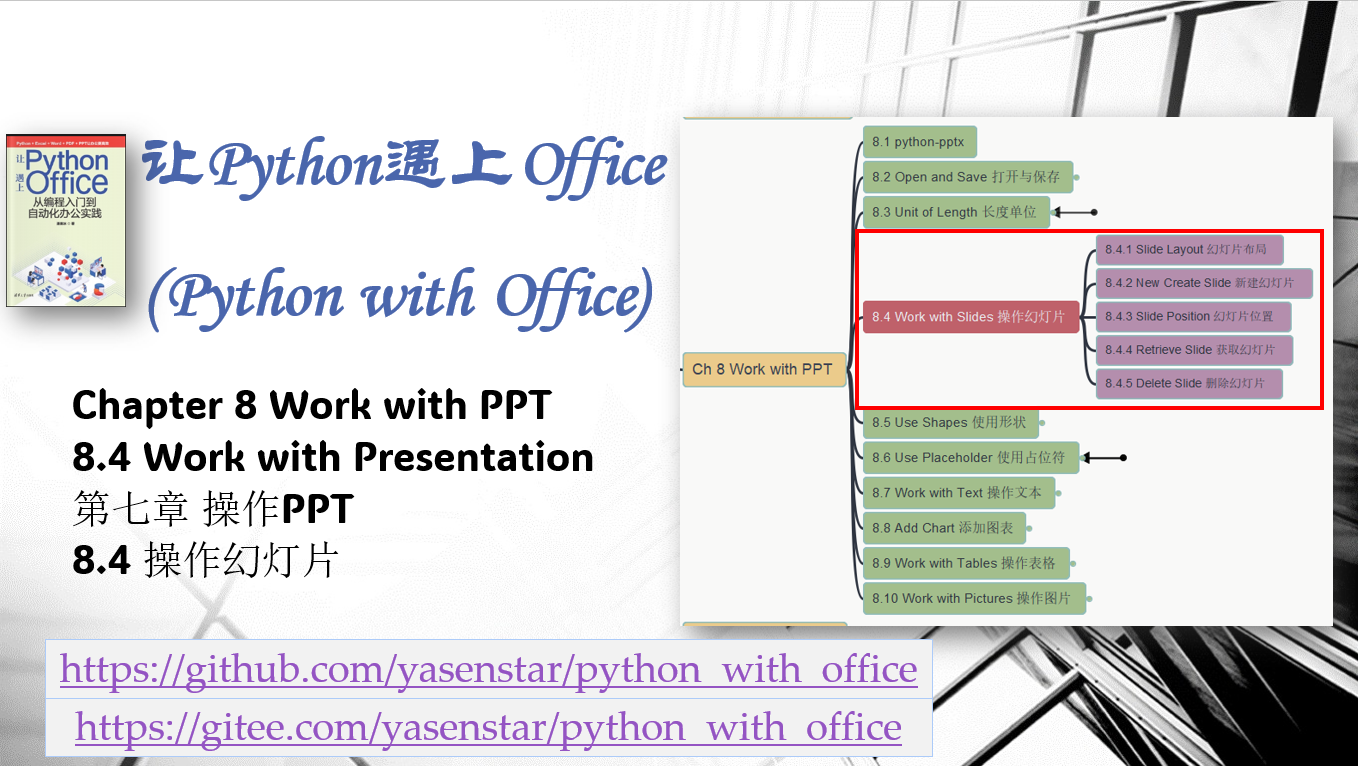 Python + Excel + Word + PDF + PPT自动化办公
让
Python
遇上
Office
从编程入门到
自动化办公实践
让Python遇上Office
(Python with Office)
Chapter 8 Work with PPT
8.4 Work with Presentation
第七章 操作PPT
8.4 操作幻灯片
https://github.com/yasenstar/python_with_office
https://gitee.com/yasenstar/python_with_office
Ch 8 Work with PPT
8.1 python-pptx
8.2 Open and Save 打开与保存
8.3 Unit of Length 长度单位
8.4 Work with Slides 操作幻灯片
8.4.1 Slide Layout 幻灯片布局
8.4.2 New Create Slide 新建幻灯片
8.4.3 Slide Position 幻灯片位置
8.4.4 Retrieve Slide 获取幻灯片
8.4.5 Delete Slide 删除幻灯片
8.5 Use Shapes 使用形状
8.6 Use Placeholder 使用占位符
8.7 Work with Text 操作文本
8.8 Add Chart 添加图表
8.9 Work with Tables 操作表格
8.10 Work with Pictures 操作图片